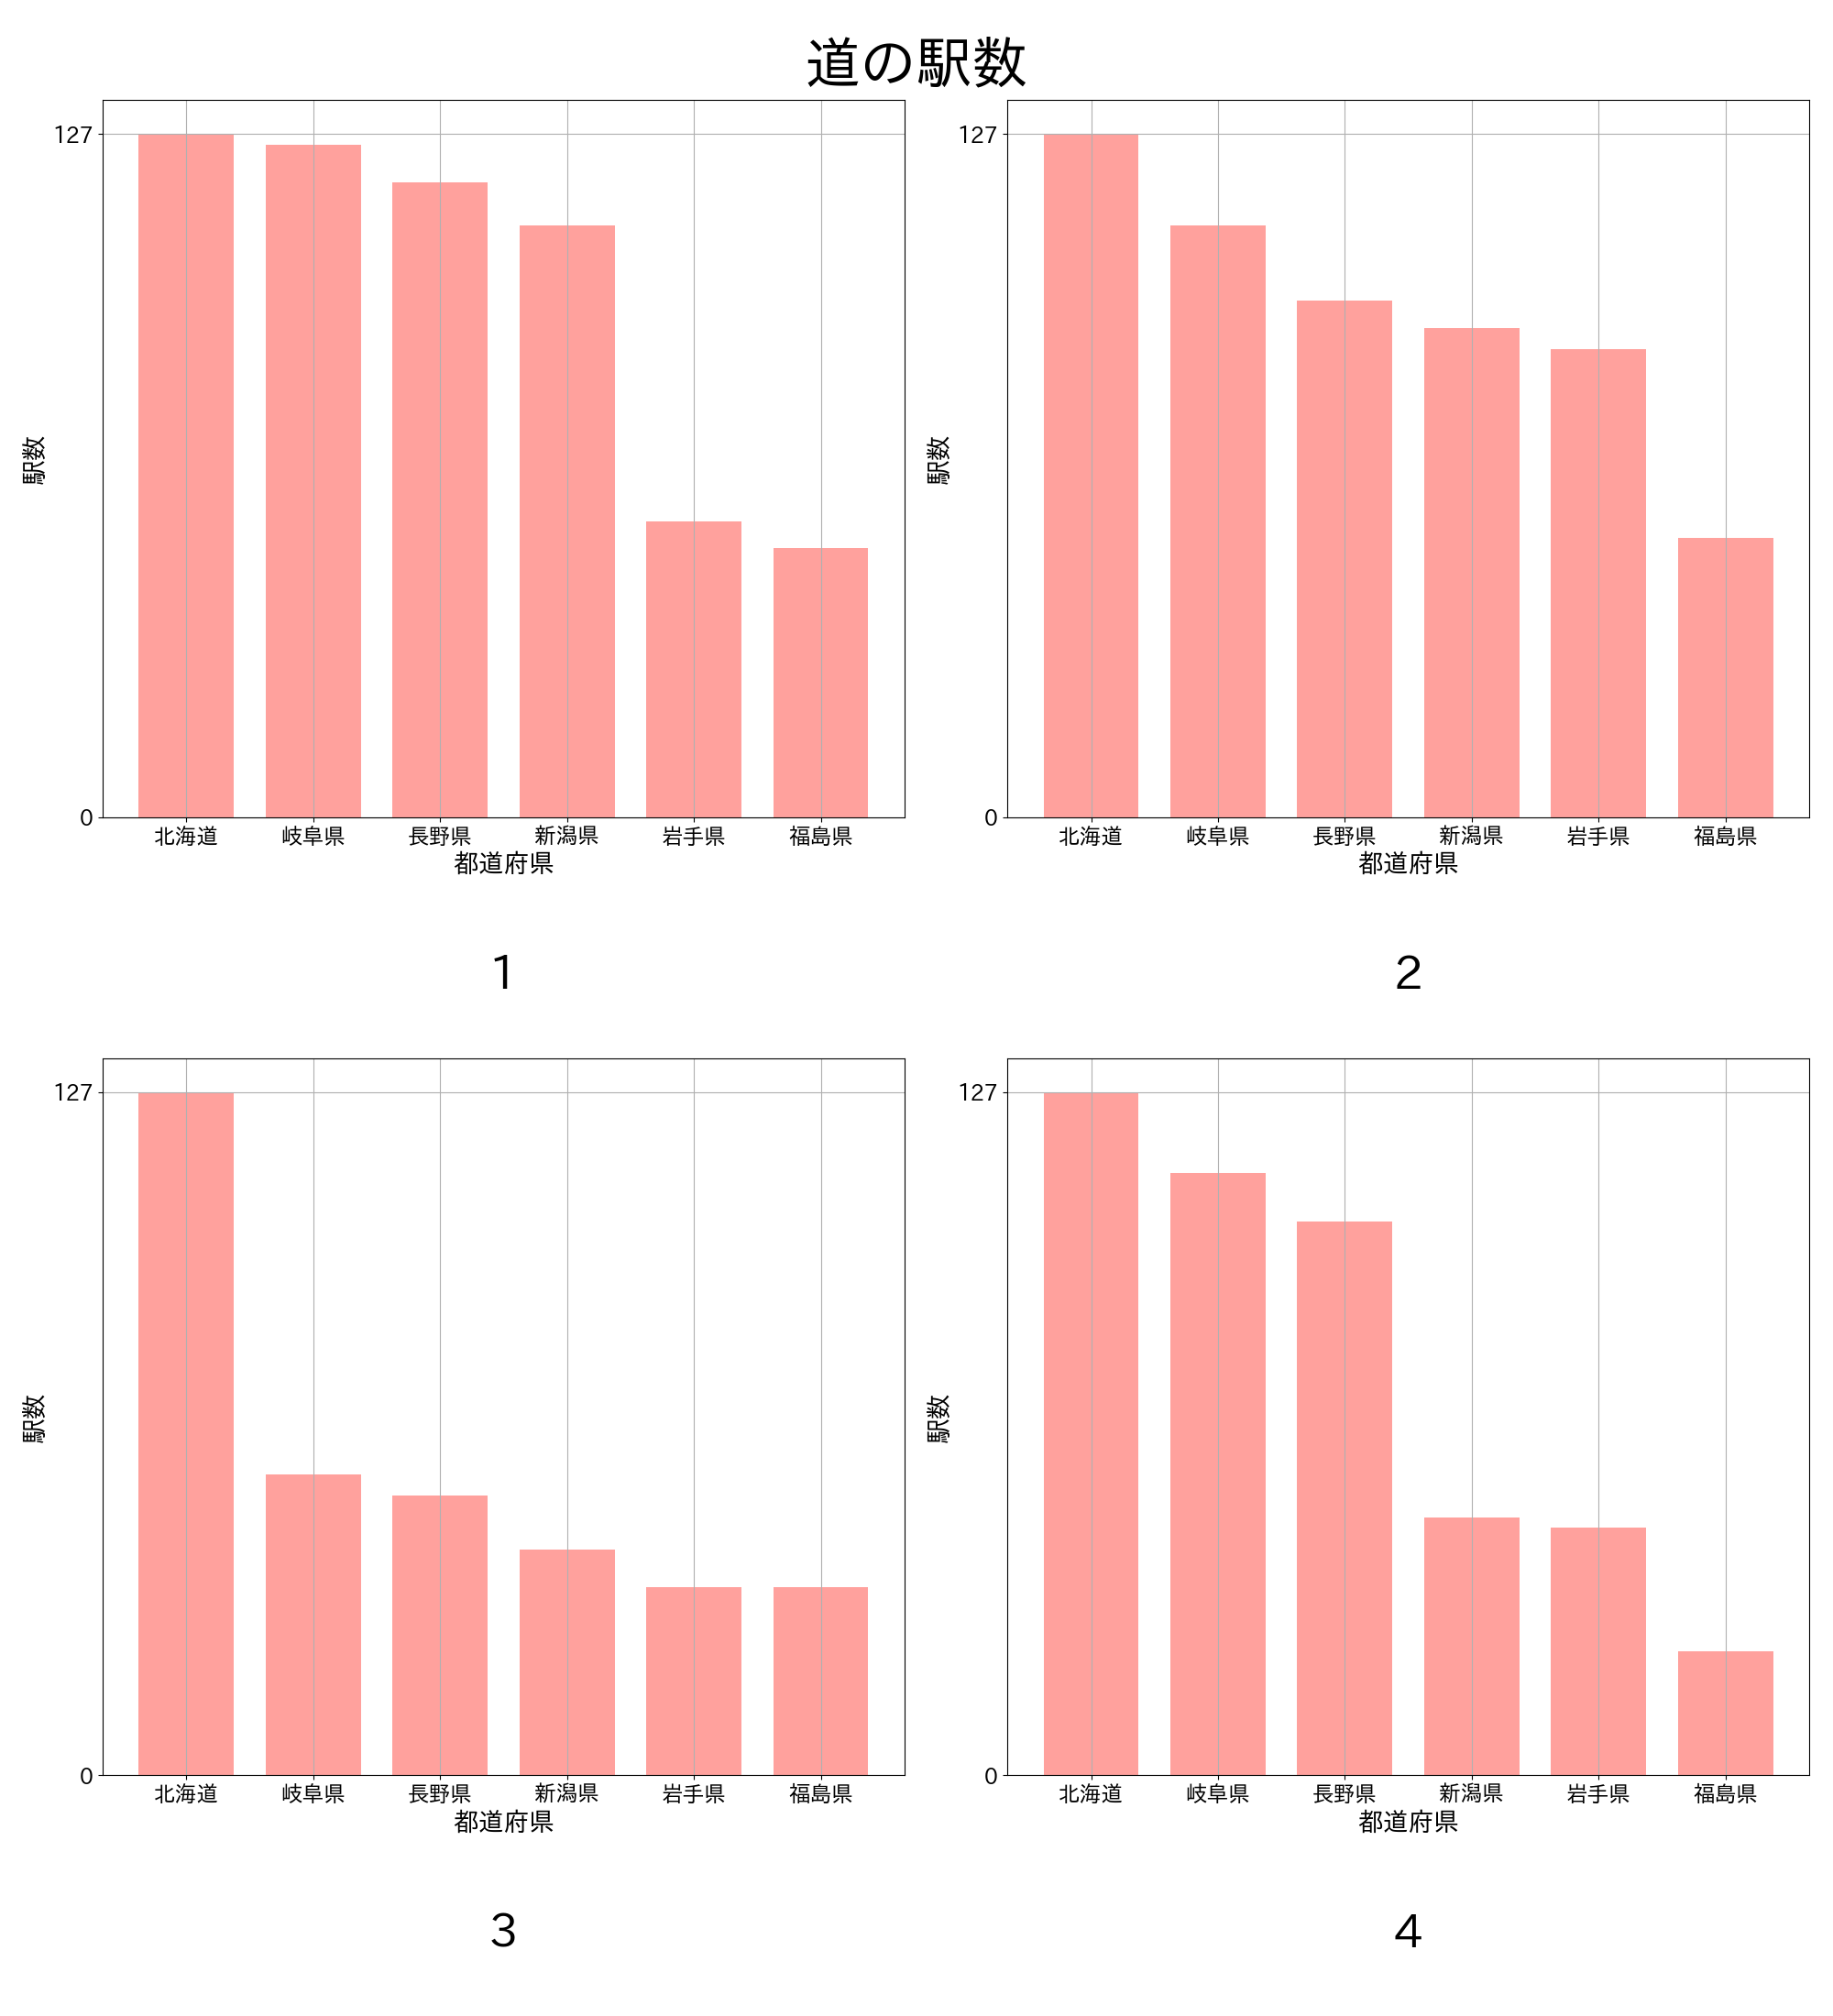 道の駅数
127
駅数
0
北海道 岐阜県 長野県 新潟県 岩手県 福島県
都道府県
1
127
駅数
0
北海道 岐阜県 長野県 新潟県 岩手県 福島県
都道府県
2
127
駅数
0
北海道 岐阜県 長野県 新潟県 岩手県 福島県
都道府県
3
127
駅数
0
北海道 岐阜県 長野県 新潟県 岩手県 福島県
都道府県
4